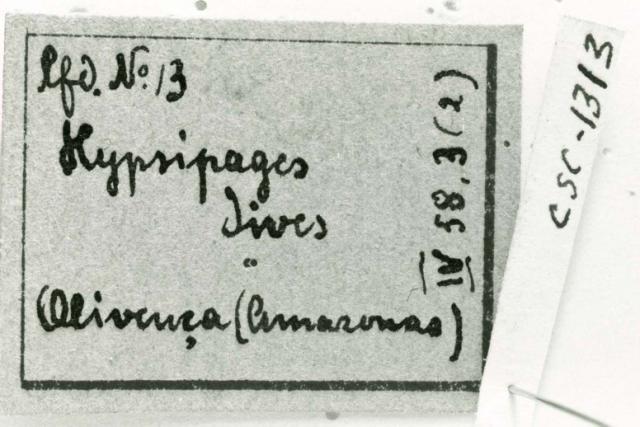 Lfd. No. 13
Hypsipages
dives
♀
Olivença (Amazonas)
IV 58.3 (2)
CSC-1313